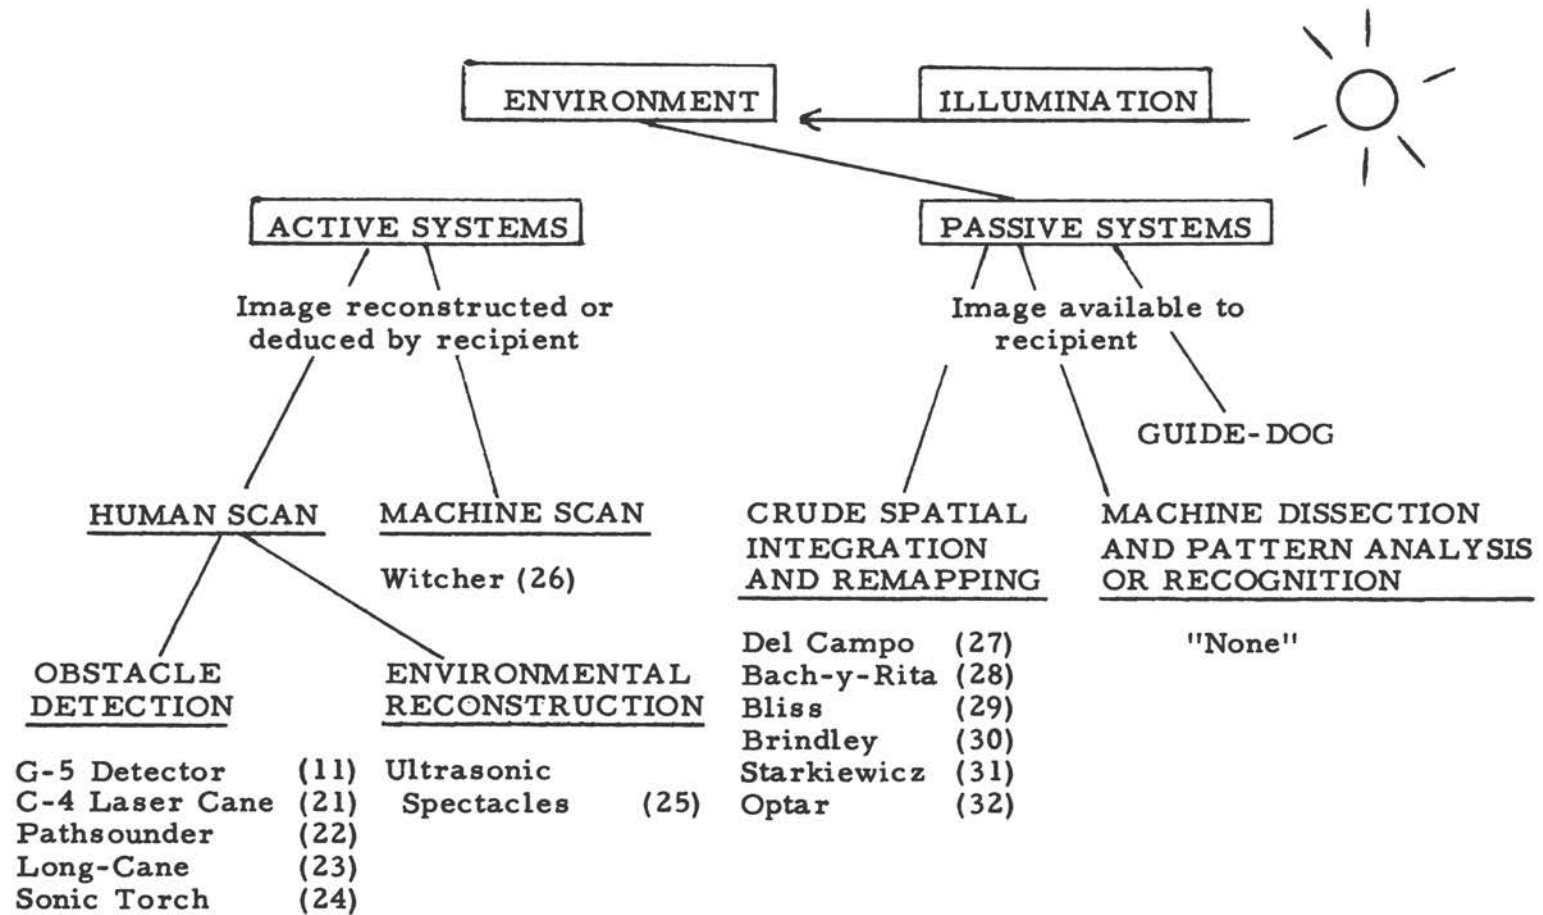 ENVIRONMENT
ILLUMINATION
ACTIVE SYSTEMS
PASSIVE SYSTEMS
Image reconstructed or
deduced by recipient
Image available to
recipient
GUIDE-DOG
HUMAN SCAN
MACHINE SCAN
Witcher (26)
CRUDE SPATIAL
INTEGRATION
AND REMAPPING
MACHINE DISSECTION
AND PATTERN ANALYSIS
OR RECOGNITION
OBSTACLE
DETECTION
G-5 Detector (11)
C-4 Laser Cane (21)
Pathsounder (22)
Long-Cane (23)
Sonic Torch (24)
ENVIRONMENTAL
RECONSTRUCTION
Ultrasonic
Spectacles (25)
Del Campo (27)
Bach-y-Rita (28)
Bliss (29)
Brindley (30)
Starkiewicz (31)
Optar (32)
"None"